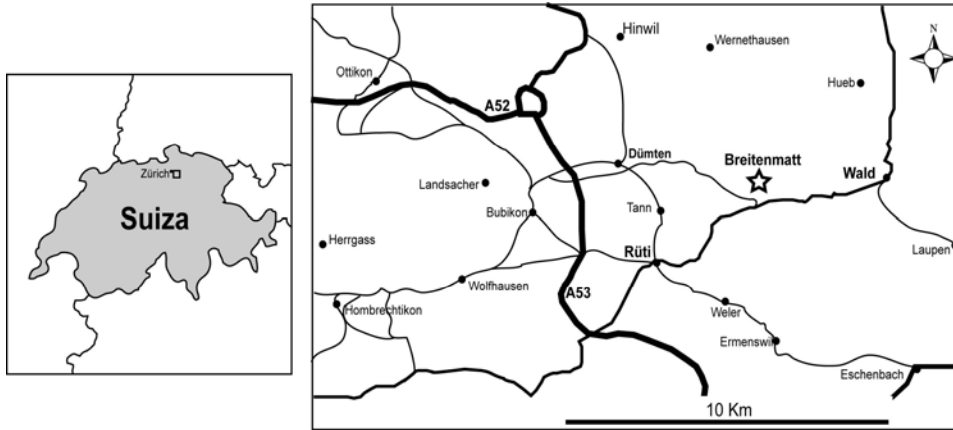 Zürich
Suiza
Hinwil
Wernethausen
N
Ottikon
Hueb
A52
Dümten
Breitenmatt
Wald
Landsacher
Bubikon
Tann
Herrgass
Rüti
Laupen
Wolfhausen
A53
Hombrechtikon
Weler
Ermenswil
Eschenbach
10 Km